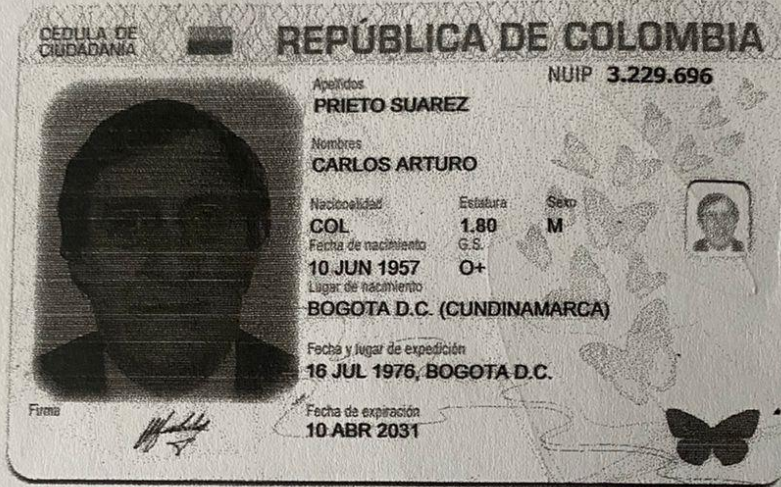 CÉDULA DE
CIUDADANÍA
REPÚBLICA DE COLOMBIA
NUIP 3.229.696
Apellidos
PRIETO SUAREZ
Nombres
CARLOS ARTURO
Nacionalidad Estatura Sexo
COL 1.80 M
Fecha de nacimiento G.S.
10 JUN 1957 O+
Lugar de nacimiento
BOGOTA D.C. (CUNDINAMARCA)
Fecha y lugar de expedición
16 JUL 1976, BOGOTA D.C.
Firma
Fecha de expiración
10 ABR 2031